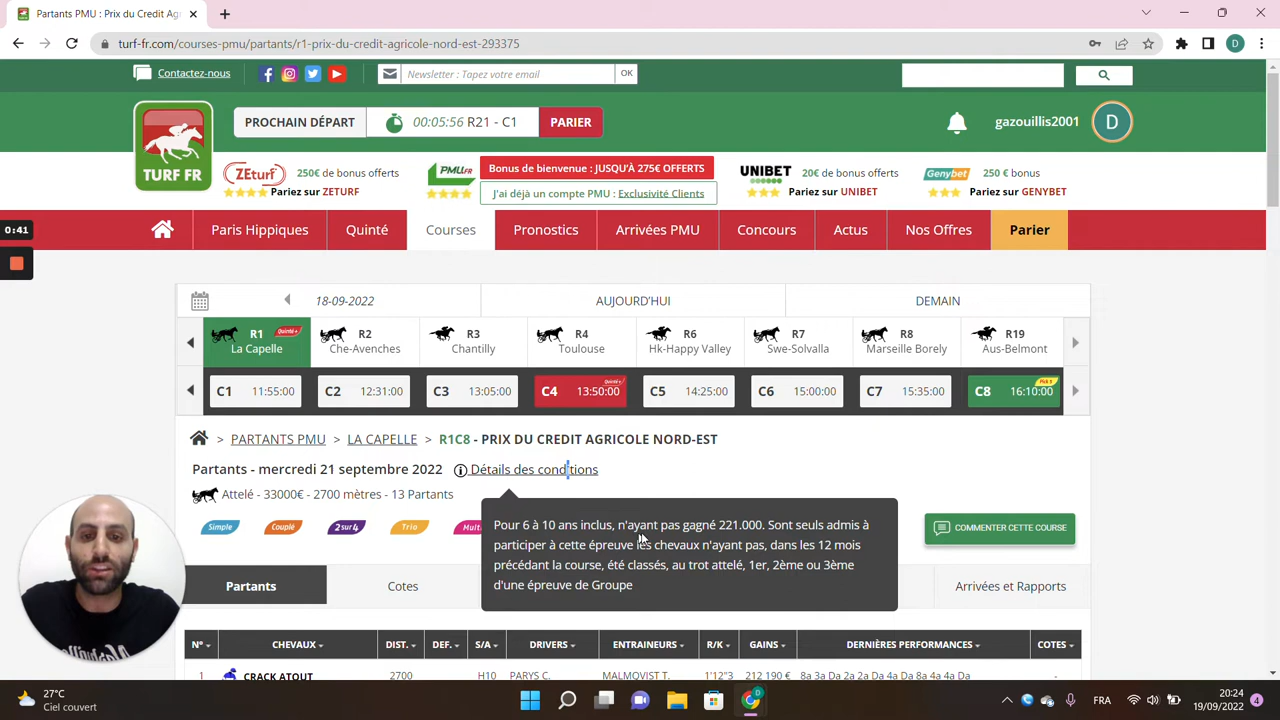 Partants PMU : Prix du Credit Agr
turf-fr.com/courses-pmu/partants/r1-prix-du-credit-agricole-nord-est-293375
D
Contactez-nous
Newsletter : Tapez votre email
OK
TURF FR
PROCHAIN DÉPART
00:05:56 R21 - C1
PARIER
gazouillis2001
D
ZEturf
250€ de bonus offerts
Pariez sur ZETURF
PMU.FR
Bonus de bienvenue : JUSQU'À 275€ OFFERTS
J'ai déjà un compte PMU : Exclusivité Clients
UNIBET
20€ de bonus offerts
Pariez sur UNIBET
Genybet
250 € bonus
Pariez sur GENYBET
0:41
Paris Hippiques
Quinté
Courses
Pronostics
Arrivées PMU
Concours
Actus
Nos Offres
Parier
18-09-2022
AUJOURD'HUI
DEMAIN
R1 Quinté+
La Capelle
R2
Che-Avenches
R3
Chantilly
R4
Toulouse
R6
Hk-Happy Valley
R7
Swe-Solvalla
R8
Marseille Borely
R19
Aus-Belmont
C1 11:55:00
C2 12:31:00
C3 13:05:00
C4 13:50:00 Quinté+
C5 14:25:00
C6 15:00:00
C7 15:35:00
C8 16:10:00 Pick 5
> PARTANTS PMU > LA CAPELLE > R1C8 - PRIX DU CREDIT AGRICOLE NORD-EST
Partants - mercredi 21 septembre 2022 Détails des conditions
Attelé - 33000€ - 2700 mètres - 13 Partants
Simple
Couplé
2sur4
Trio
Mult
Pour 6 à 10 ans inclus, n'ayant pas gagné 221.000. Sont seuls admis à
participer à cette épreuve les chevaux n'ayant pas, dans les 12 mois
précédant la course, été classés, au trot attelé, 1er, 2ème ou 3ème
d'une épreuve de Groupe
COMMENTER CETTE COURSE
Partants
Cotes
Arrivées et Rapports
N° CHEVAUX DIST. DEF. S/A DRIVERS ENTRAINEURS R/K GAINS DERNIÈRES PERFORMANCES COTES
1 CRACK ATOUT 2700 H10 PARYS C. MALMQVIST T. 1'12"3 212 190 € 8a 3a Da 2a 2a Da 4a Da 8a 4a Da -
27°C
Ciel couvert
FRA
20:24
19/09/2022
4